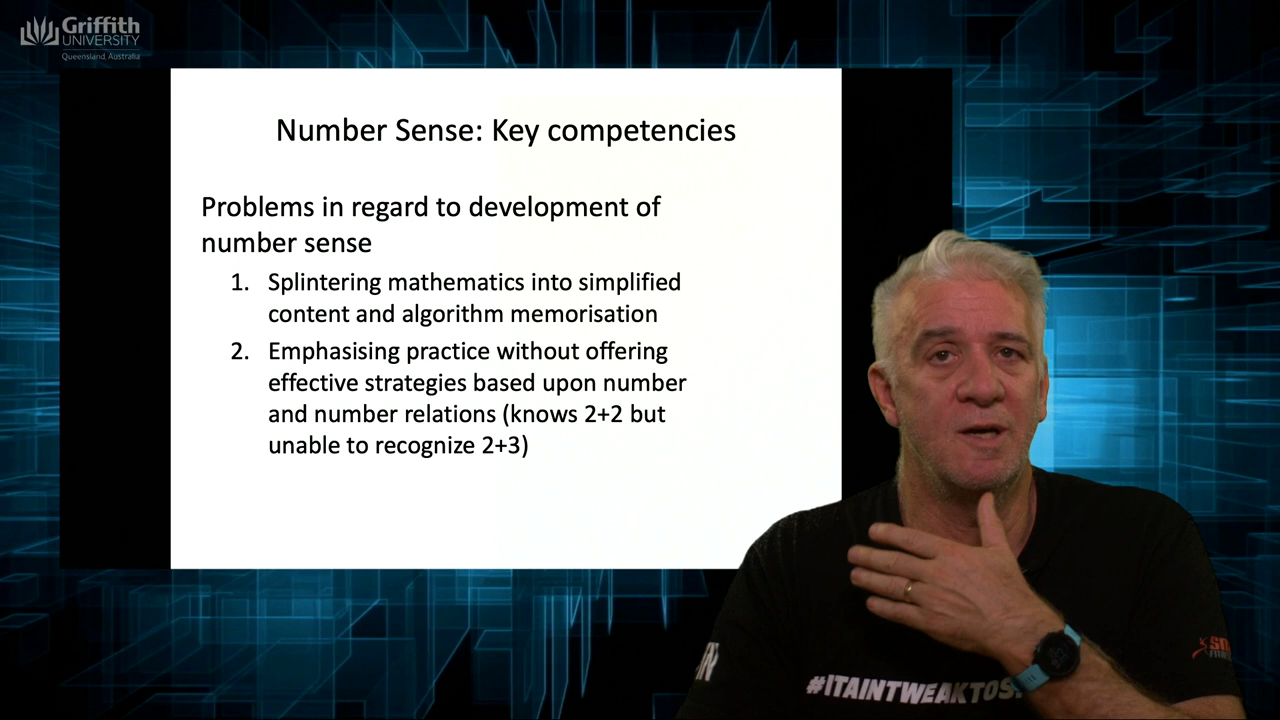 Griffith
UNIVERSITY
Queensland, Australia
Number Sense: Key competencies
Problems in regard to development of
number sense
1. Splintering mathematics into simplified
content and algorithm memorisation
2. Emphasising practice without offering
effective strategies based upon number
and number relations (knows 2+2 but
unable to recognize 2+3)